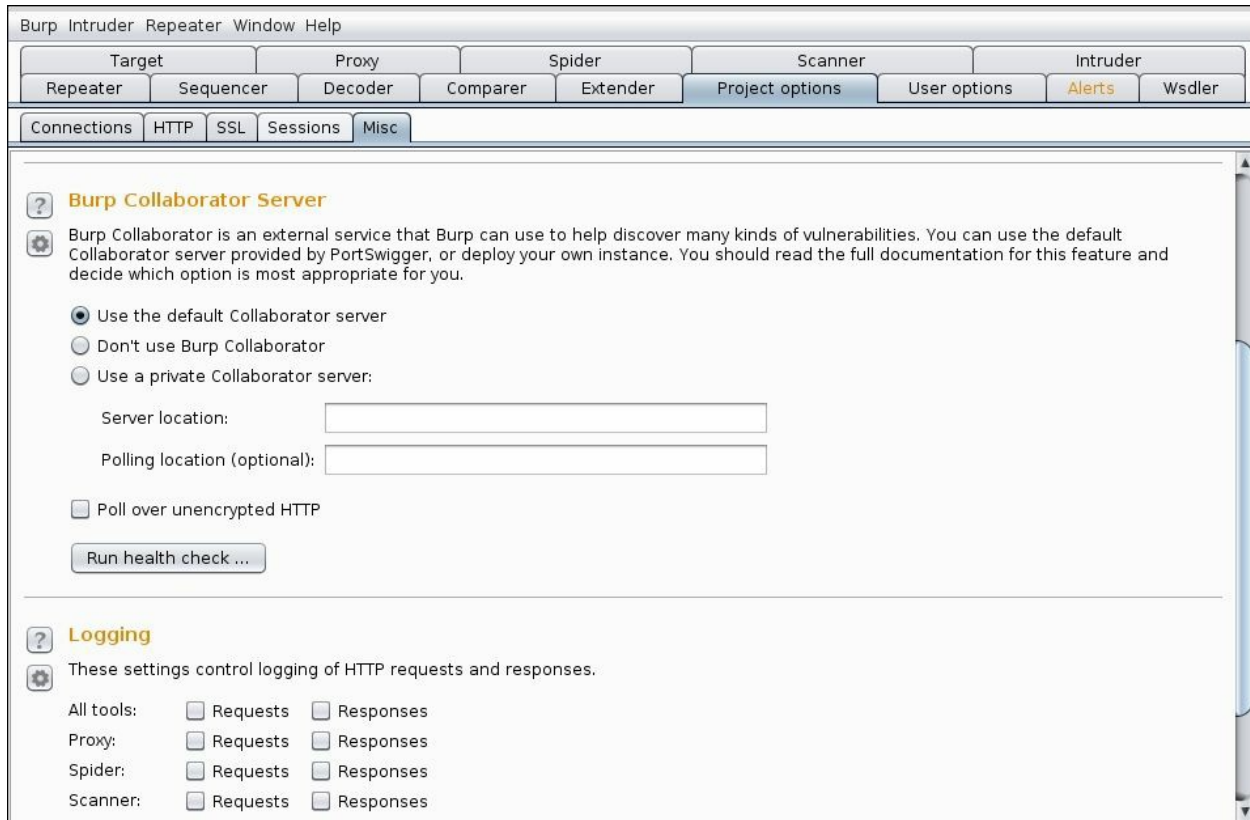 Burp Intruder Repeater Window Help
Target Proxy Spider Scanner Intruder
Repeater Sequencer Decoder Comparer Extender Project options User options Alerts Wsdler
Connections HTTP SSL Sessions Misc
? Burp Collaborator Server
Burp Collaborator is an external service that Burp can use to help discover many kinds of vulnerabilities. You can use the default
Collaborator server provided by PortSwigger, or deploy your own instance. You should read the full documentation for this feature and
decide which option is most appropriate for you.
Use the default Collaborator server
Don't use Burp Collaborator
Use a private Collaborator server:
Server location:
Polling location (optional):
Poll over unencrypted HTTP
Run health check ...
? Logging
These settings control logging of HTTP requests and responses.
All tools: Requests Responses
Proxy: Requests Responses
Spider: Requests Responses
Scanner: Requests Responses